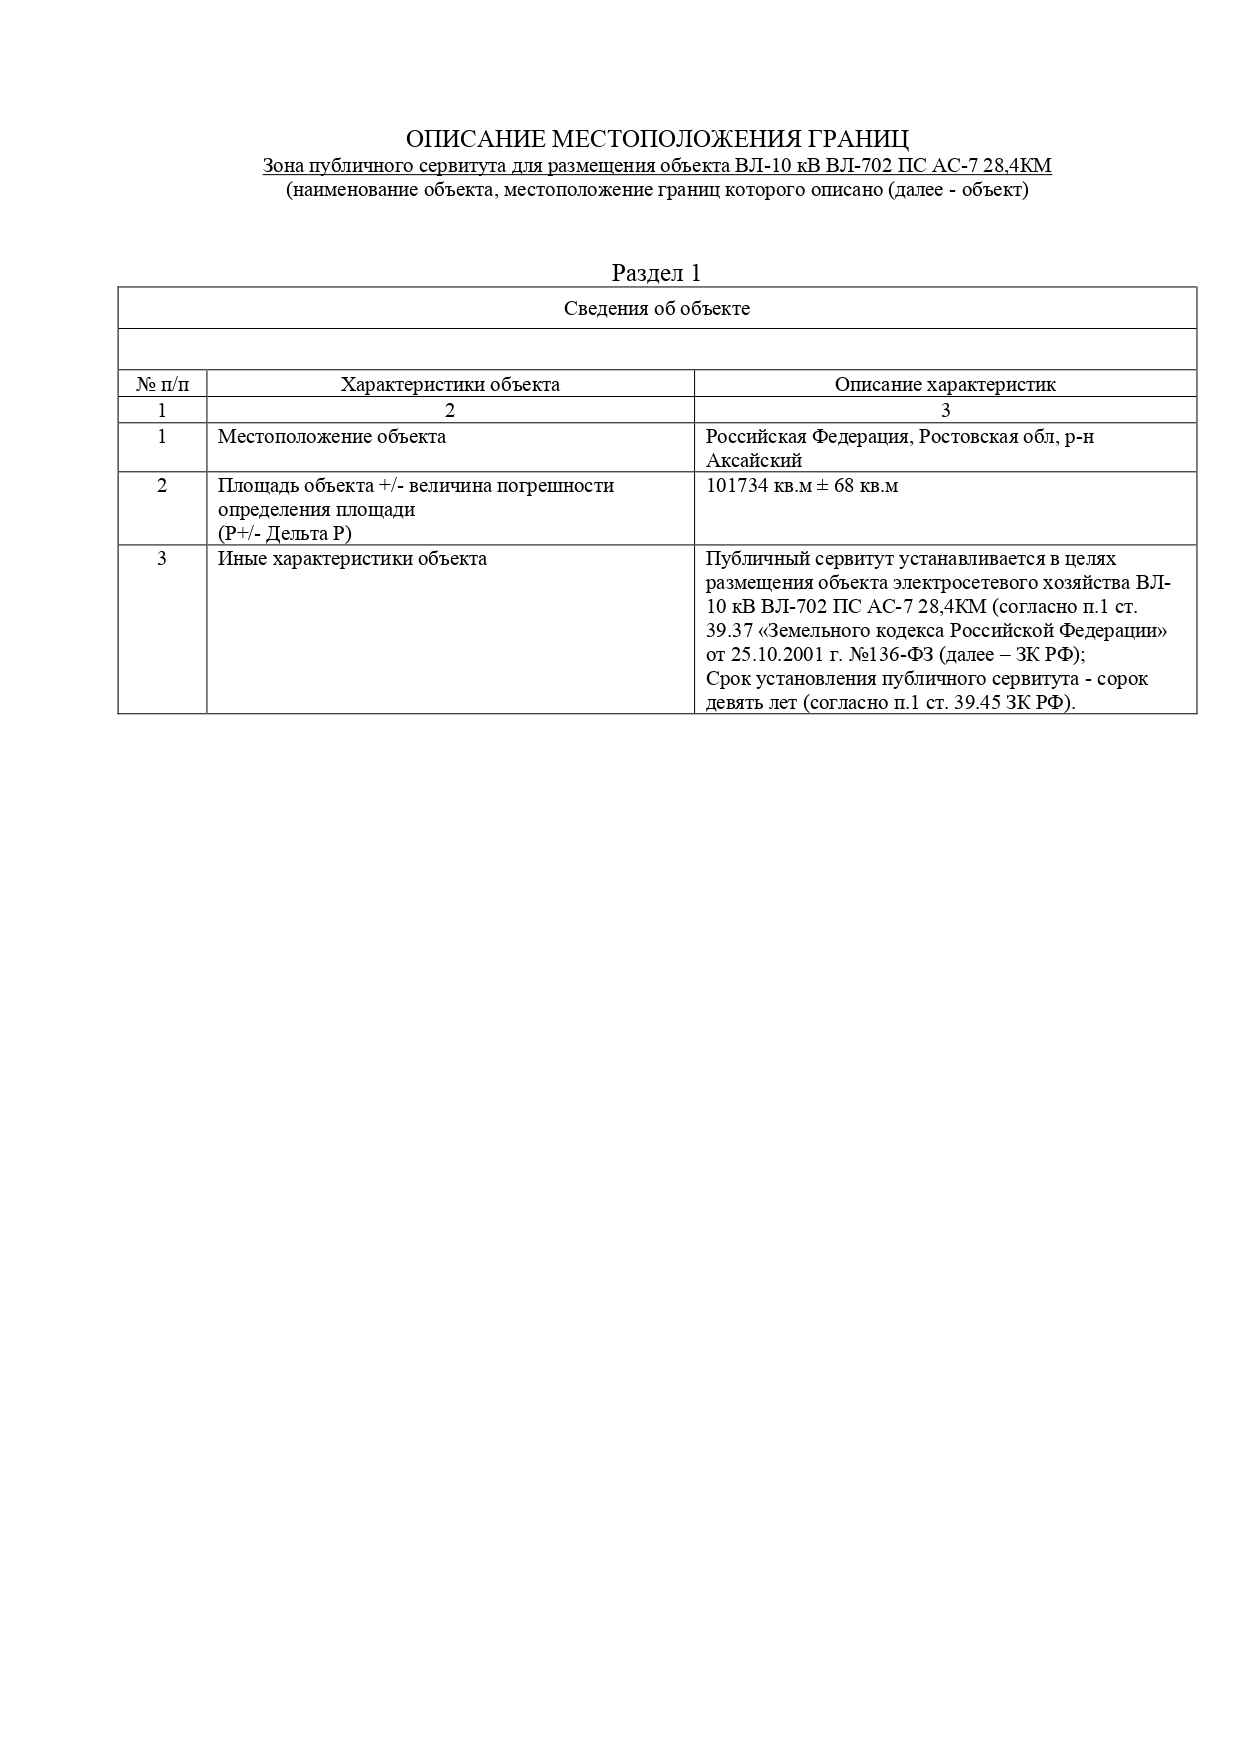 ОПИСАНИЕ МЕСТОПОЛОЖЕНИЯ ГРАНИЦ
Зона публичного сервитута для размещения объекта ВЛ-10 кВ ВЛ-702 ПС АС-7 28,4КМ
(наименование объекта, местоположение границ которого описано (далее - объект)
Раздел 1
Сведения об объекте
№ п/п Характеристики объекта Описание характеристик
1 2 3
1 Местоположение объекта Российская Федерация, Ростовская обл, р-н
Аксайский
2 Площадь объекта +/- величина погрешности 101734 кв.м ± 68 кв.м
определения площади
(Р+/- Дельта Р)
3 Иные характеристики объекта Публичный сервитут устанавливается в целях
размещения объекта электросетевого хозяйства ВЛ-
10 кВ ВЛ-702 ПС АС-7 28,4КМ (согласно п.1 ст.
39.37 «Земельного кодекса Российской Федерации»
от 25.10.2001 г. №136-ФЗ (далее – ЗК РФ);
Срок установления публичного сервитута - сорок
девять лет (согласно п.1 ст. 39.45 ЗК РФ).